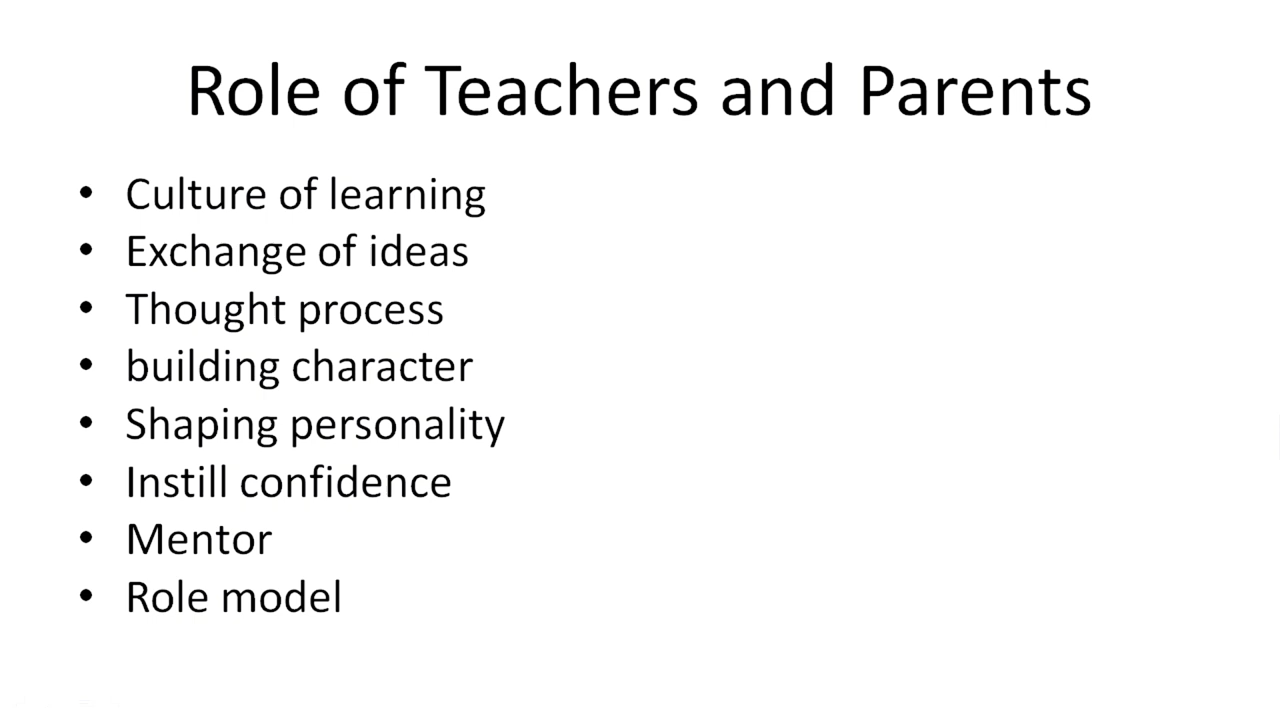 Role of Teachers and Parents
• Culture of learning
• Exchange of ideas
• Thought process
• building character
• Shaping personality
• Instill confidence
• Mentor
• Role model